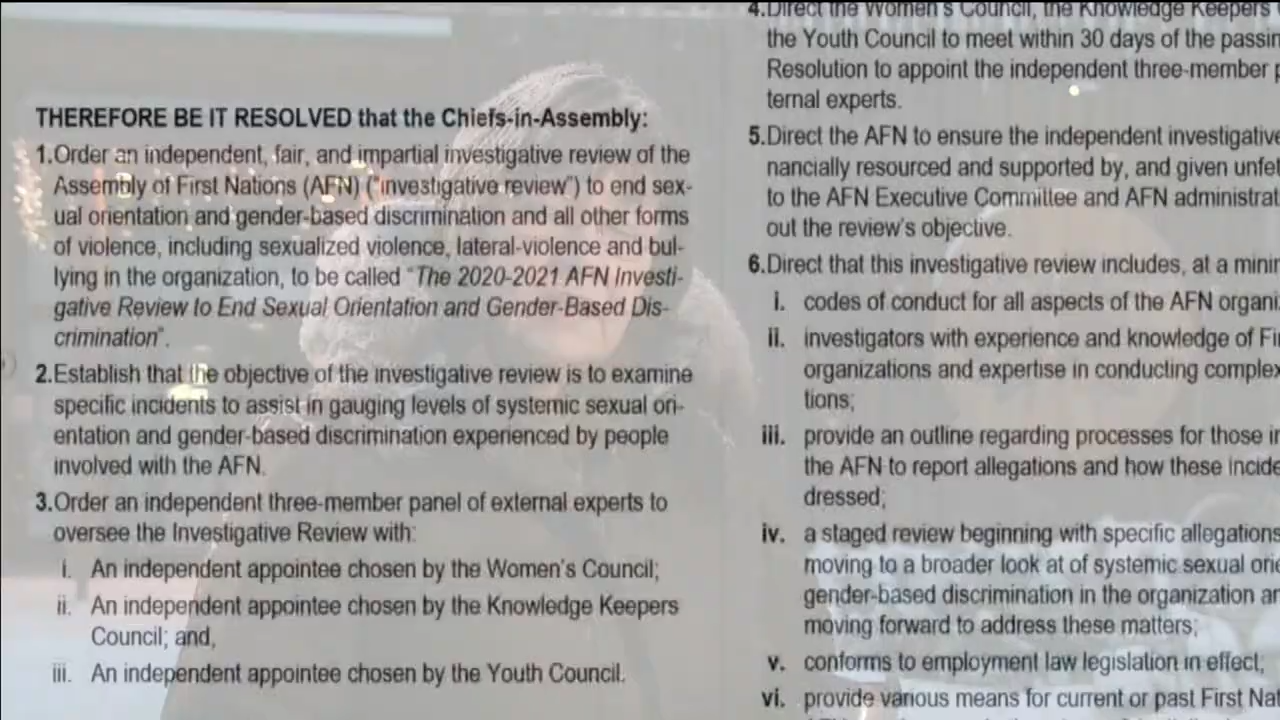 THEREFORE BE IT RESOLVED that the Chiefs-in-Assembly:
1.Order an independent, fair, and impartial investigative review of the
Assembly of First Nations (AFN) ("investigative review") to end sex-
ual orientation and gender-based discrimination and all other forms
of violence, including sexualized violence, lateral-violence and bul-
lying in the organization, to be called "The 2020-2021 AFN Investi-
gative Review to End Sexual Orientation and Gender-Based Dis-
crimination".
2.Establish that the objective of the investigative review is to examine
specific incidents to assist in gauging levels of systemic sexual ori-
entation and gender-based discrimination experienced by people
involved with the AFN.
3.Order an independent three-member panel of external experts to
oversee the Investigative Review with:
i. An independent appointee chosen by the Women's Council;
ii. An independent appointee chosen by the Knowledge Keepers
Council; and,
iii. An independent appointee chosen by the Youth Council.
4.Direct the Women's Council, the Knowledge Keepers
the Youth Council to meet within 30 days of the passin
Resolution to appoint the independent three-member p
ternal experts.
5.Direct the AFN to ensure the independent investigative
nancially resourced and supported by, and given unfet
to the AFN Executive Committee and AFN administrat
out the review's objective.
6.Direct that this investigative review includes, at a mini
i. codes of conduct for all aspects of the AFN organi
ii. investigators with experience and knowledge of Fi
organizations and expertise in conducting complex
tions;
iii. provide an outline regarding processes for those in
the AFN to report allegations and how these incide
dressed;
iv. a staged review beginning with specific allegations
moving to a broader look at of systemic sexual orie
gender-based discrimination in the organization an
moving forward to address these matters;
v. conforms to employment law legislation in effect;
vi. provide various means for current or past First Nat